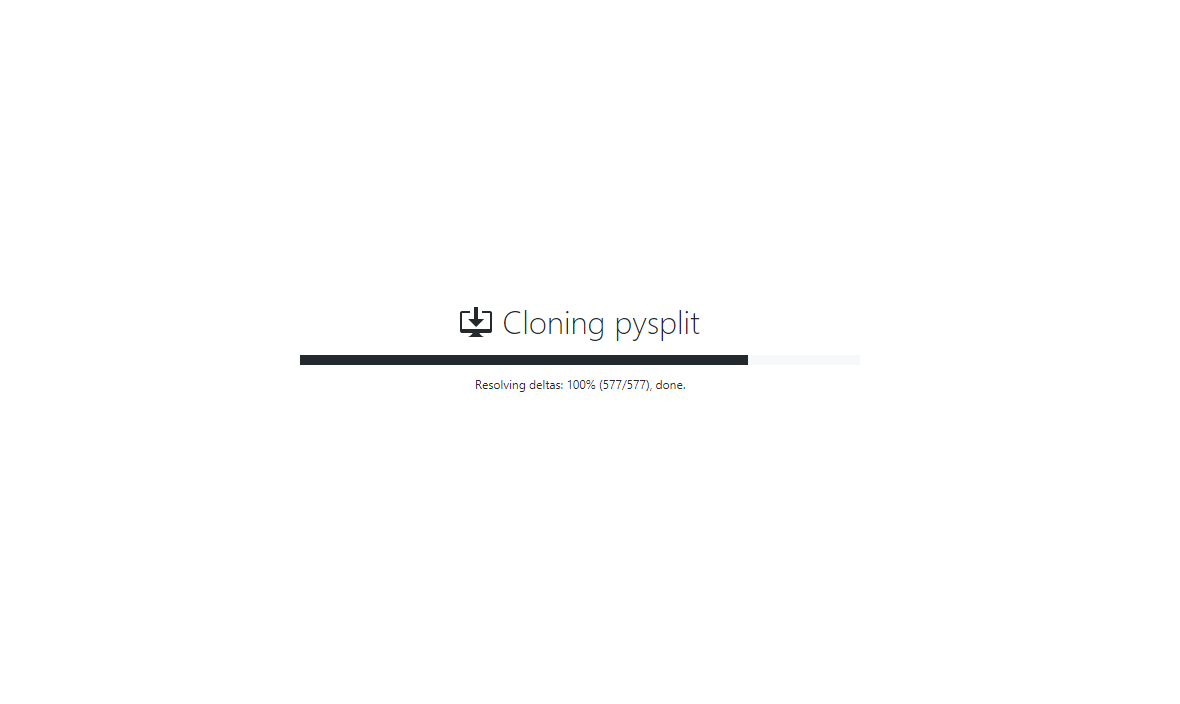 Cloning pysplit
Resolving deltas: 100% (577/577), done.